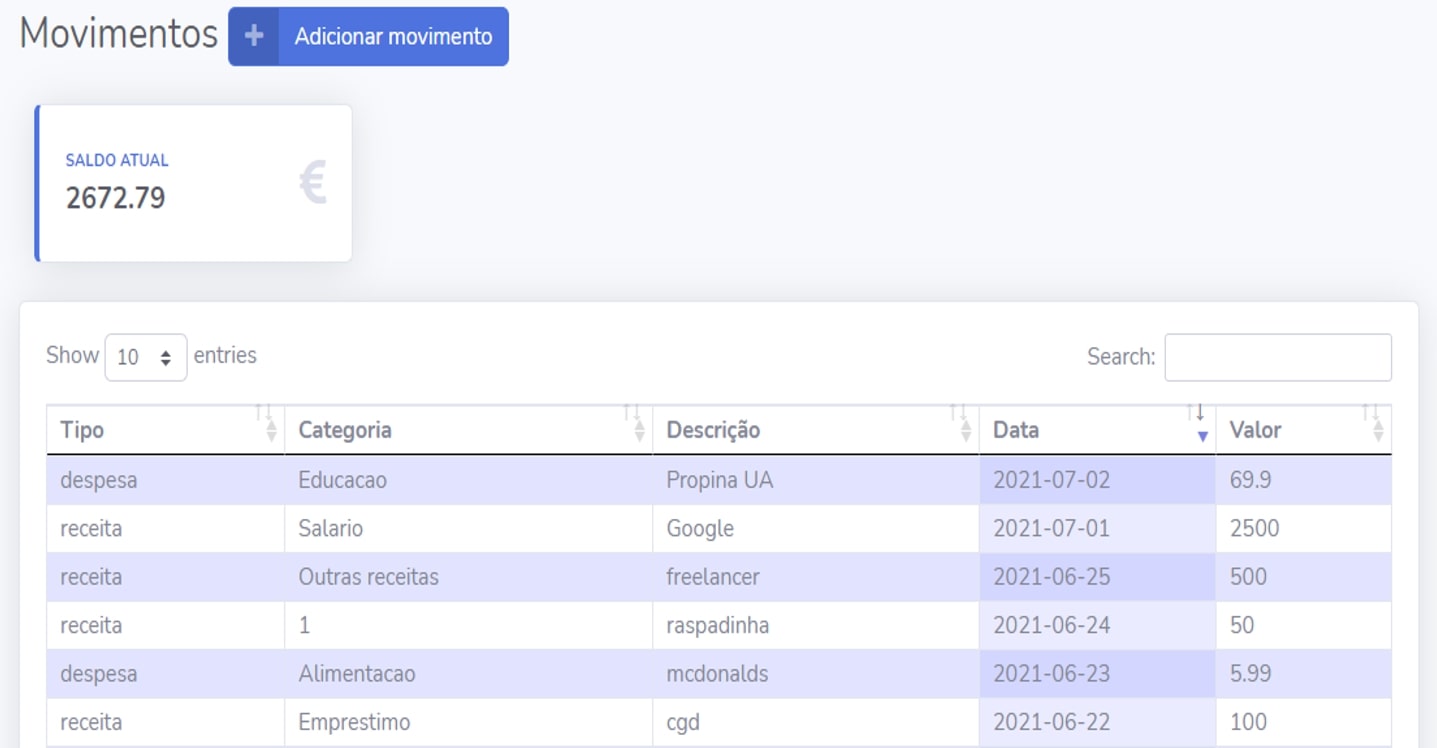 Movimentos + Adicionar movimento
SALDO ATUAL
2672.79 €
Show 10 entries Search:
Tipo Categoria Descrição Data Valor
despesa Educacao Propina UA 2021-07-02 69.9
receita Salario Google 2021-07-01 2500
receita Outras receitas freelancer 2021-06-25 500
receita 1 raspadinha 2021-06-24 50
despesa Alimentacao mcdonalds 2021-06-23 5.99
receita Emprestimo cgd 2021-06-22 100